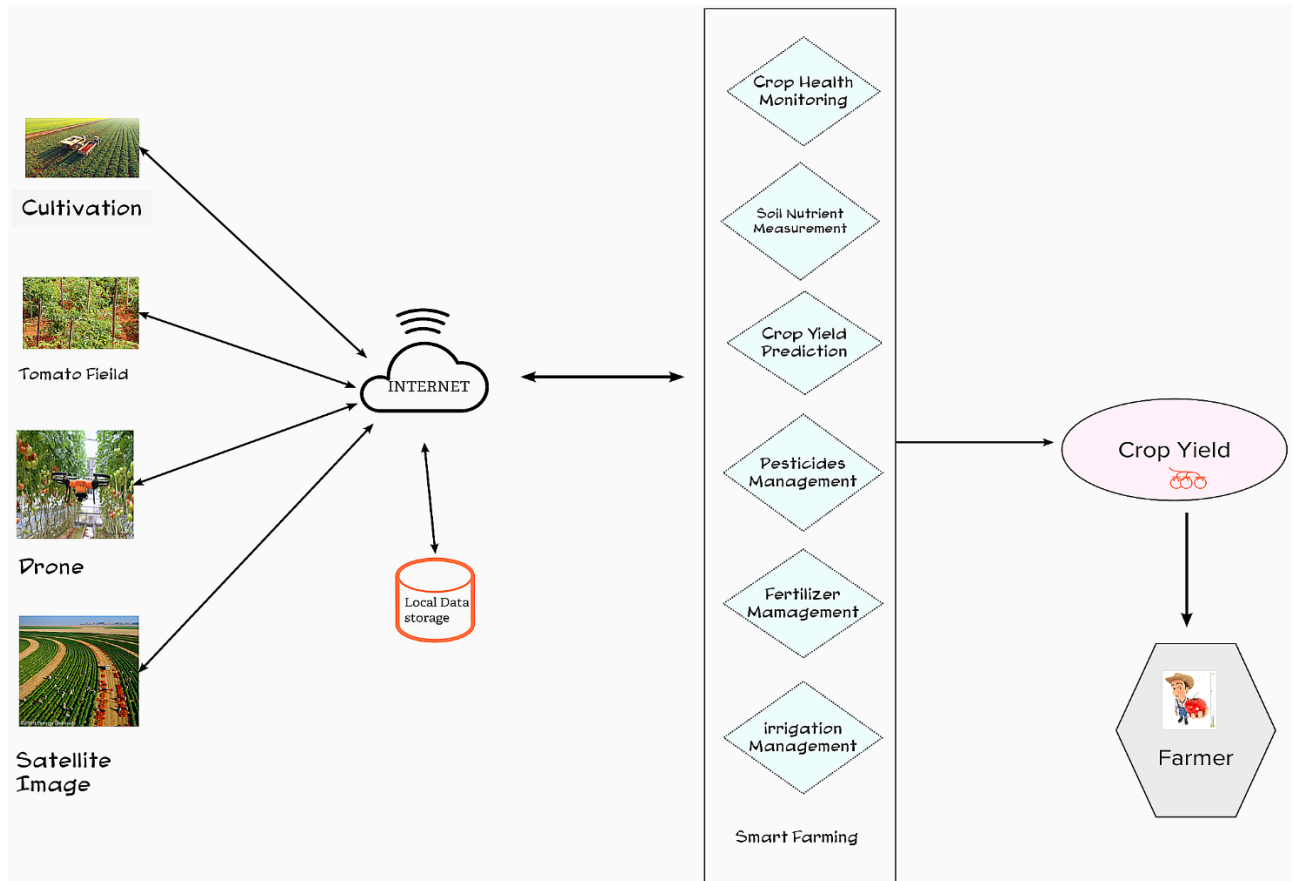 Cultivation
Tomato Fieild
Drone
Satellite
Image
INTERNET
Local Data
storage
Crop Health
Monitoring
Soil Nutrient
Measurement
Crop Yield
Prediction
Pesticides
Management
Fertilizer
Mamagement
irrigation
Management
Smart Farming
Crop Yield
Farmer